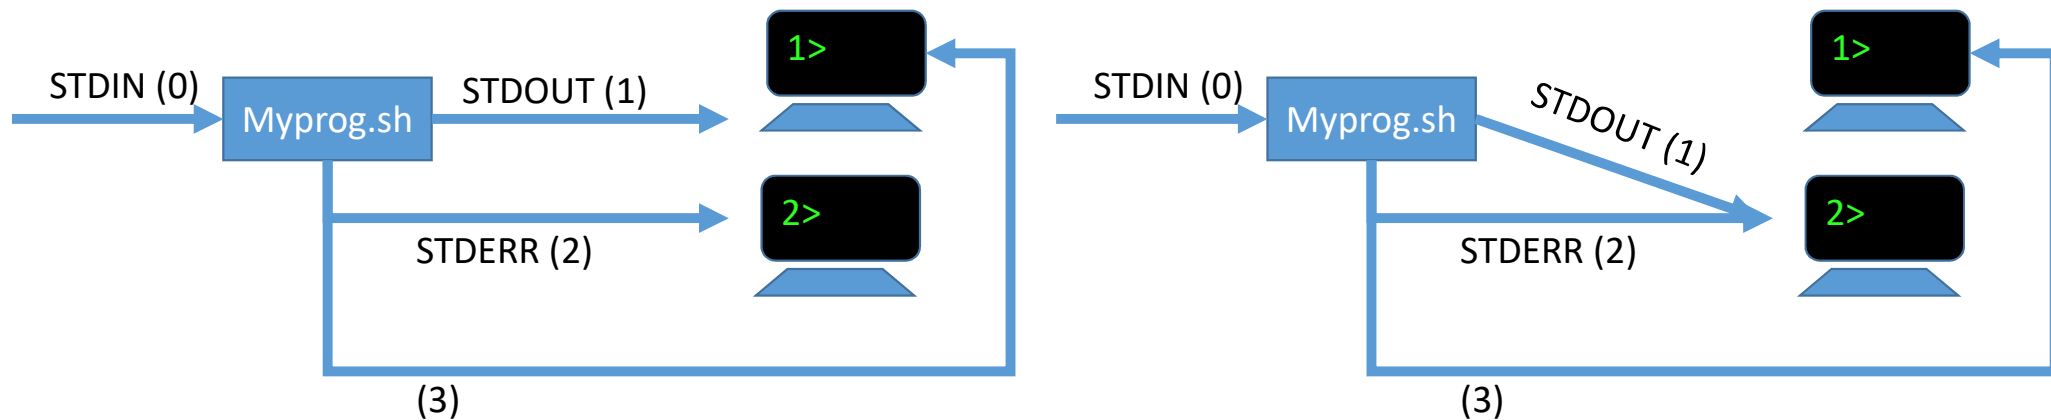 STDIN (0)
Myprog.sh
STDOUT (1)
1>
2>
STDERR (2)
(3)
STDIN (0)
Myprog.sh
STDOUT (1)
1>
2>
STDERR (2)
(3)